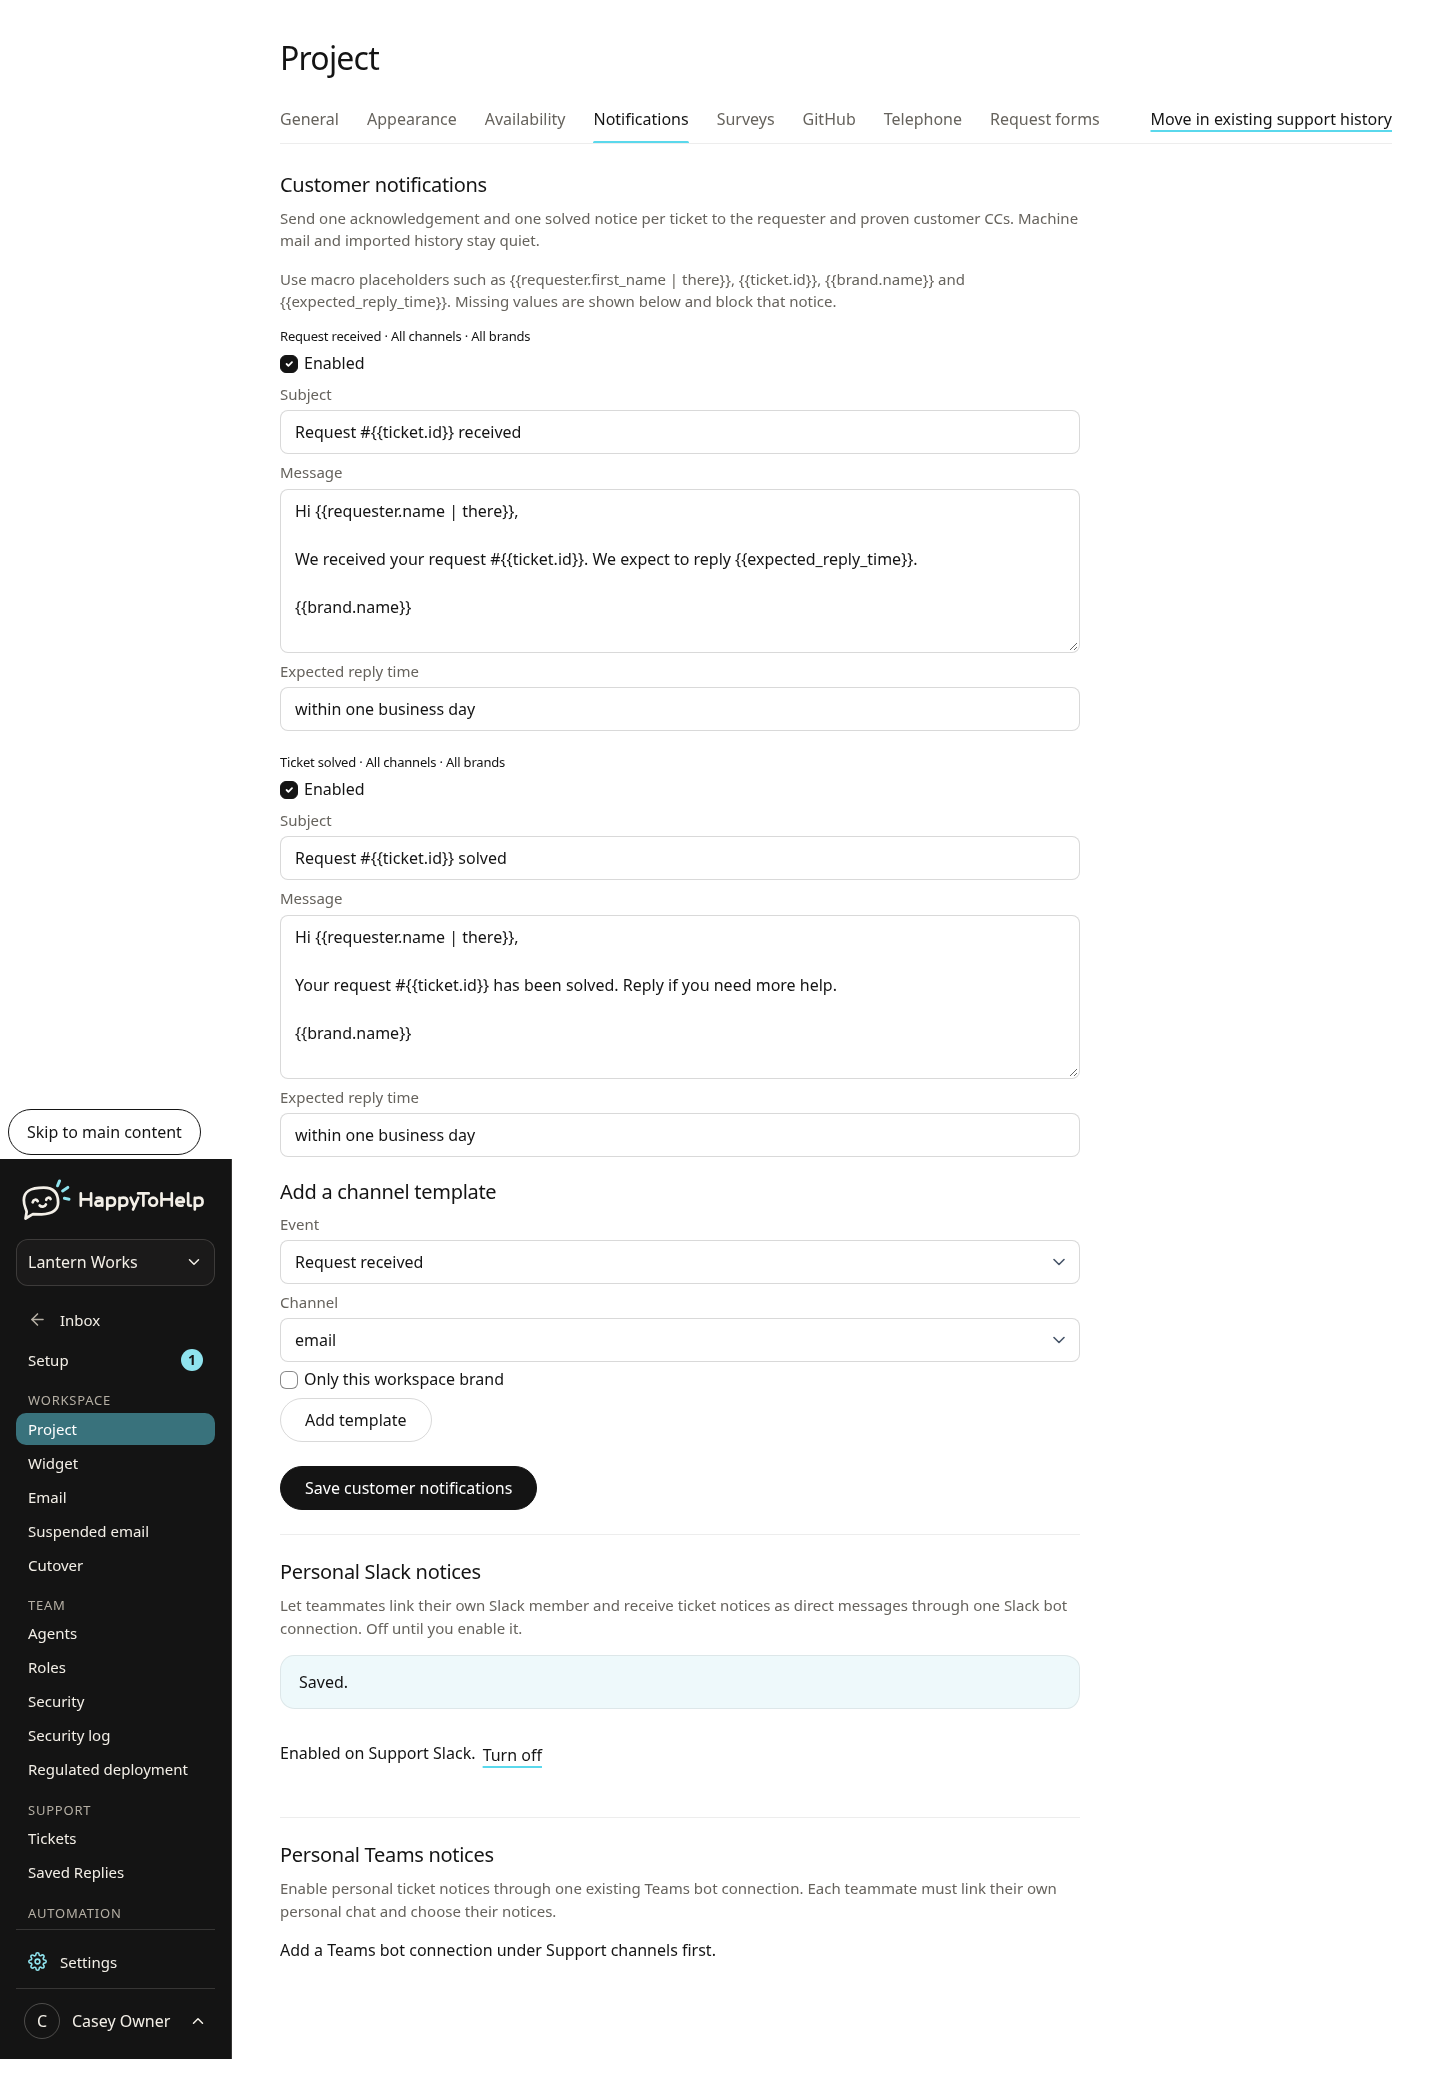 Project
General
Appearance
Availability
Notifications
Surveys
GitHub
Telephone
Request forms
Move in existing support history
Customer notifications
Send one acknowledgement and one solved notice per ticket to the requester and proven customer CCs. Machine
mail and imported history stay quiet.
Use macro placeholders such as {{requester.first_name | there}}, {{ticket.id}}, {{brand.name}} and
{{expected_reply_time}}. Missing values are shown below and block that notice.
Request received · All channels · All brands
Enabled
Subject
Request #{{ticket.id}} received
Message
Hi {{requester.name | there}},
We received your request #{{ticket.id}}. We expect to reply {{expected_reply_time}}.
{{brand.name}}
Expected reply time
within one business day
Ticket solved · All channels · All brands
Enabled
Subject
Request #{{ticket.id}} solved
Message
Hi {{requester.name | there}},
Your request #{{ticket.id}} has been solved. Reply if you need more help.
{{brand.name}}
Expected reply time
within one business day
Add a channel template
Event
Request received
Channel
email
Only this workspace brand
Add template
Save customer notifications
Personal Slack notices
Let teammates link their own Slack member and receive ticket notices as direct messages through one Slack bot
connection. Off until you enable it.
Saved.
Enabled on Support Slack. Turn off
Personal Teams notices
Enable personal ticket notices through one existing Teams bot connection. Each teammate must link their own
personal chat and choose their notices.
Add a Teams bot connection under Support channels first.
Skip to main content
HappyToHelp
Lantern Works
Inbox
Setup 1
WORKSPACE
Project
Widget
Email
Suspended email
Cutover
TEAM
Agents
Roles
Security
Security log
Regulated deployment
SUPPORT
Tickets
Saved Replies
AUTOMATION
Settings
C Casey Owner